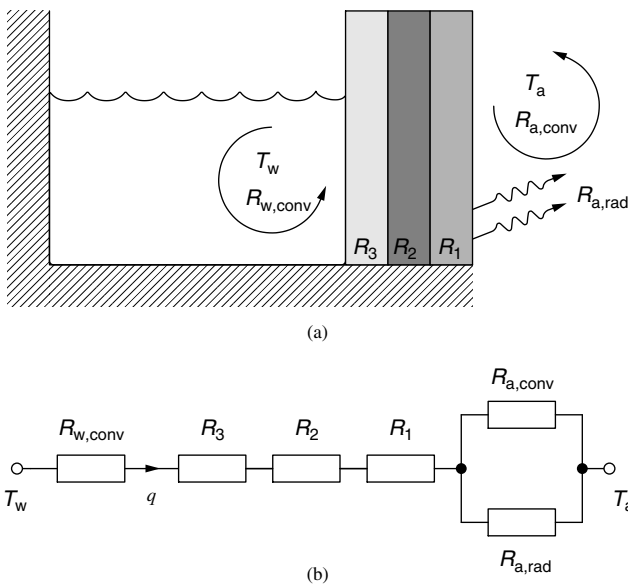 T_a
R_a,conv
T_w
R_w,conv
R_a,rad
R_3 R_2 R_1
(a)
R_a,conv
R_w,conv R_3 R_2 R_1
T_w q T_a
R_a,rad
(b)